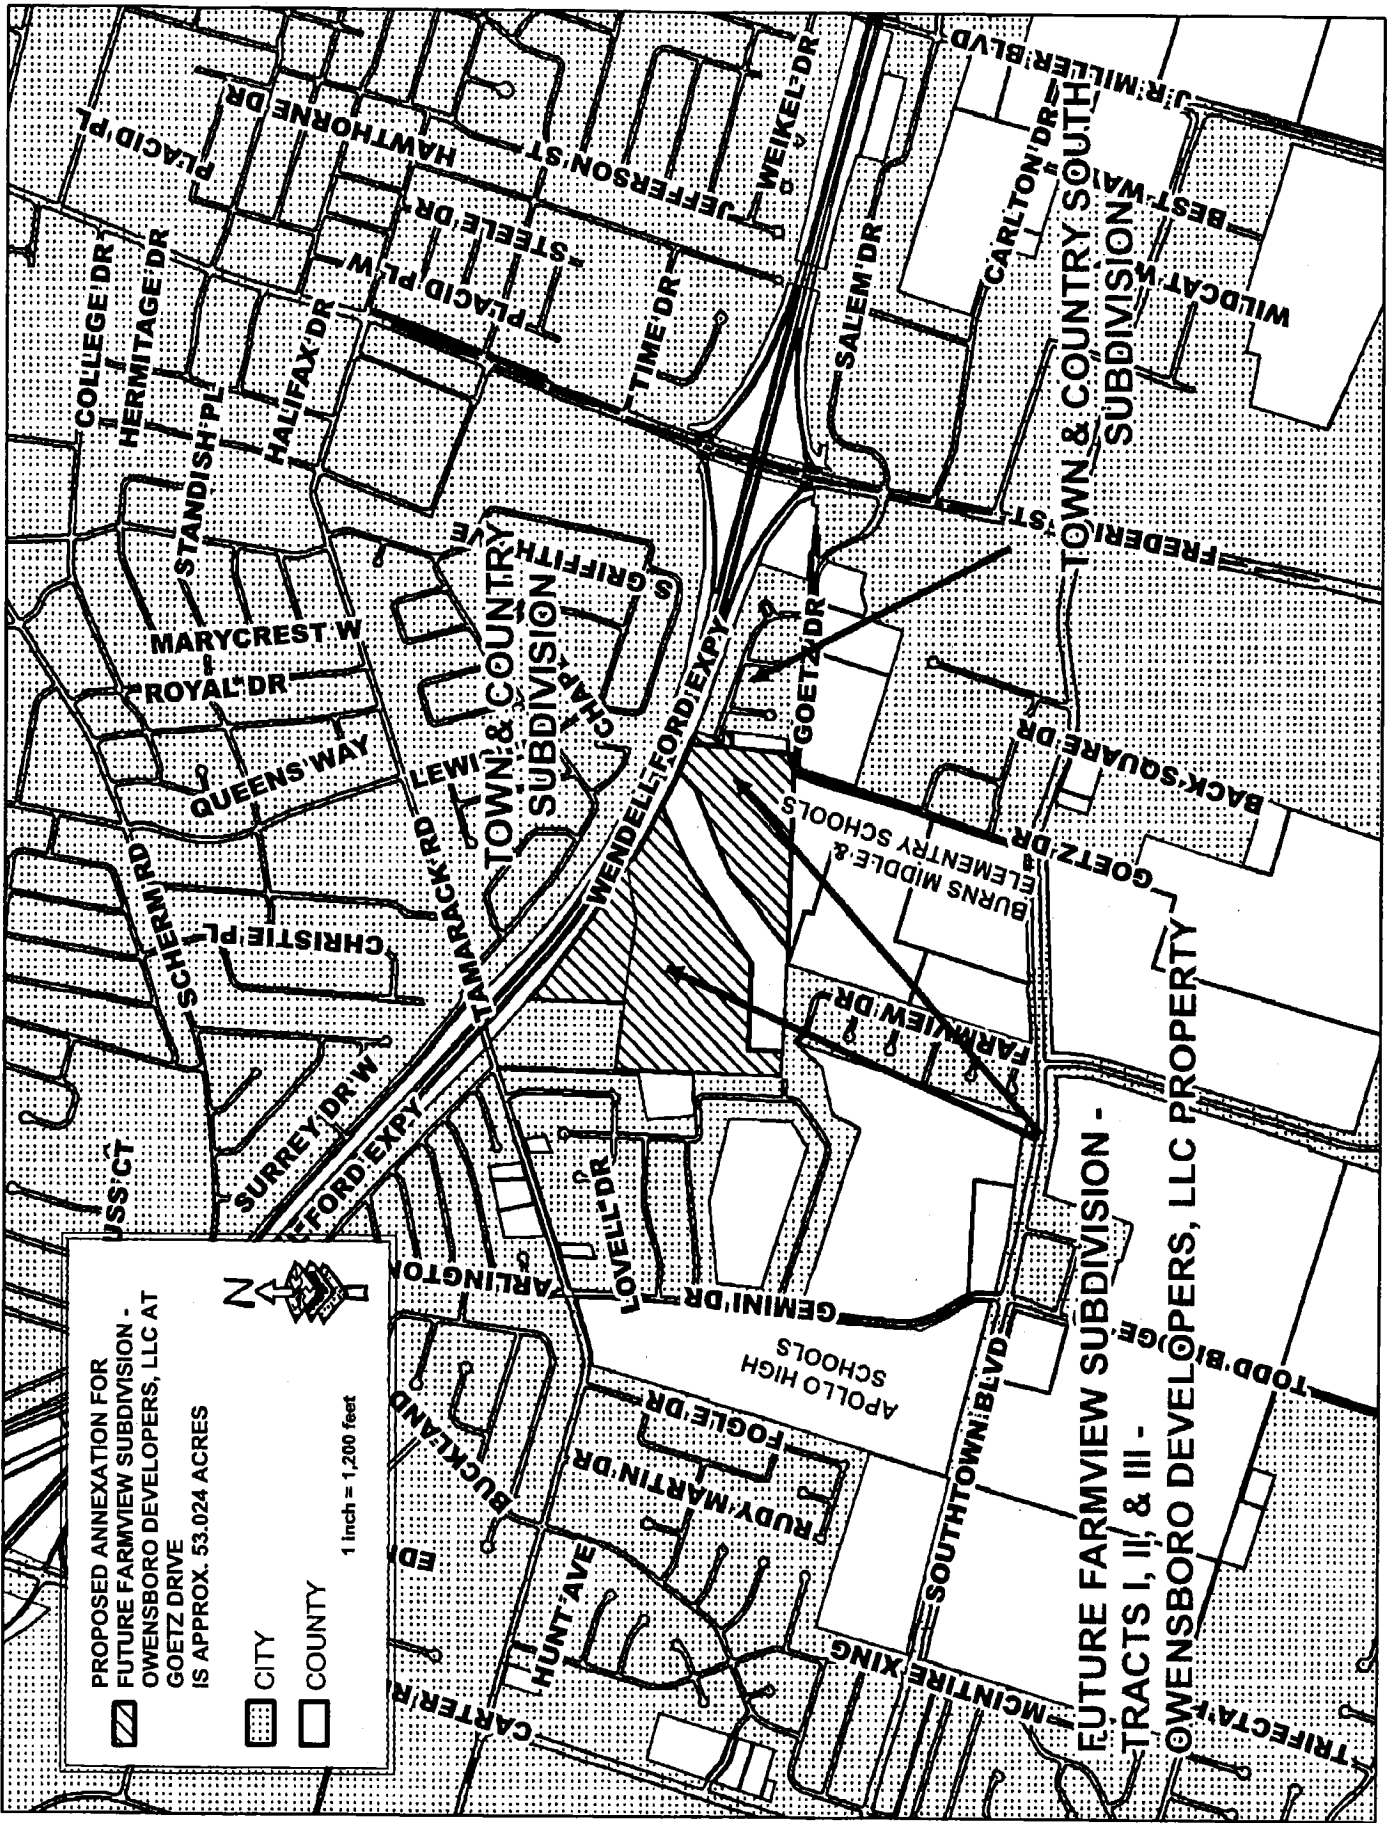 PROPOSED ANNEXATION FOR
FUTURE FARMVIEW SUBDIVISION -
OWENSBORO DEVELOPERS, LLC AT
GOETZ DRIVE
IS APPROX. 53.024 ACRES
CITY
COUNTY
1 inch = 1,200 feet
N
USS CT
SURREY DR W
FORD EXPY
SCHERM RD
CHRISTIE PL
QUEENS WAY
ROYAL DR
MARYCREST W
STANDISH PL
HALIFAX DR
HERMITAGE DR
COLLEGE DR
PLACID PL
HAWTHORNE DR
JEFFERSON ST
STEELE DR
PLACID PL W
WEIKEL DR
TIME DR
TAMARACK RD
LEWI
TOWN & COUNTRY
SUBDIVISION
CHAP
S GRIFFITH AVE
WENDELL FORD EXPY
CARTER R
HUNT AVE
BUCKLAND
ARLINGTON
LOVELL DR
GEMINI DR
FOGLE DR
RUDY MARTIN DR
APOLLO HIGH
SCHOOLS
SOUTHTOWN BLVD
MCINTIRE XING
TRIFECTA
FARMVIEW DR
BURNS MIDDLE &
ELEMENTRY SCHOOLS
GOETZ DR
GOETZ DR
BACK SQUARE DR
FREDERICA ST
SALEM DR
CARLTON DR
J R MILLER BLVD
BEST WAY
WILDCAT W
TOWN & COUNTRY SOUTH
SUBDIVISION
FUTURE FARMVIEW SUBDIVISION -
TRACTS I, II, & III -
OWENSBORO DEVELOPERS, LLC PROPERTY